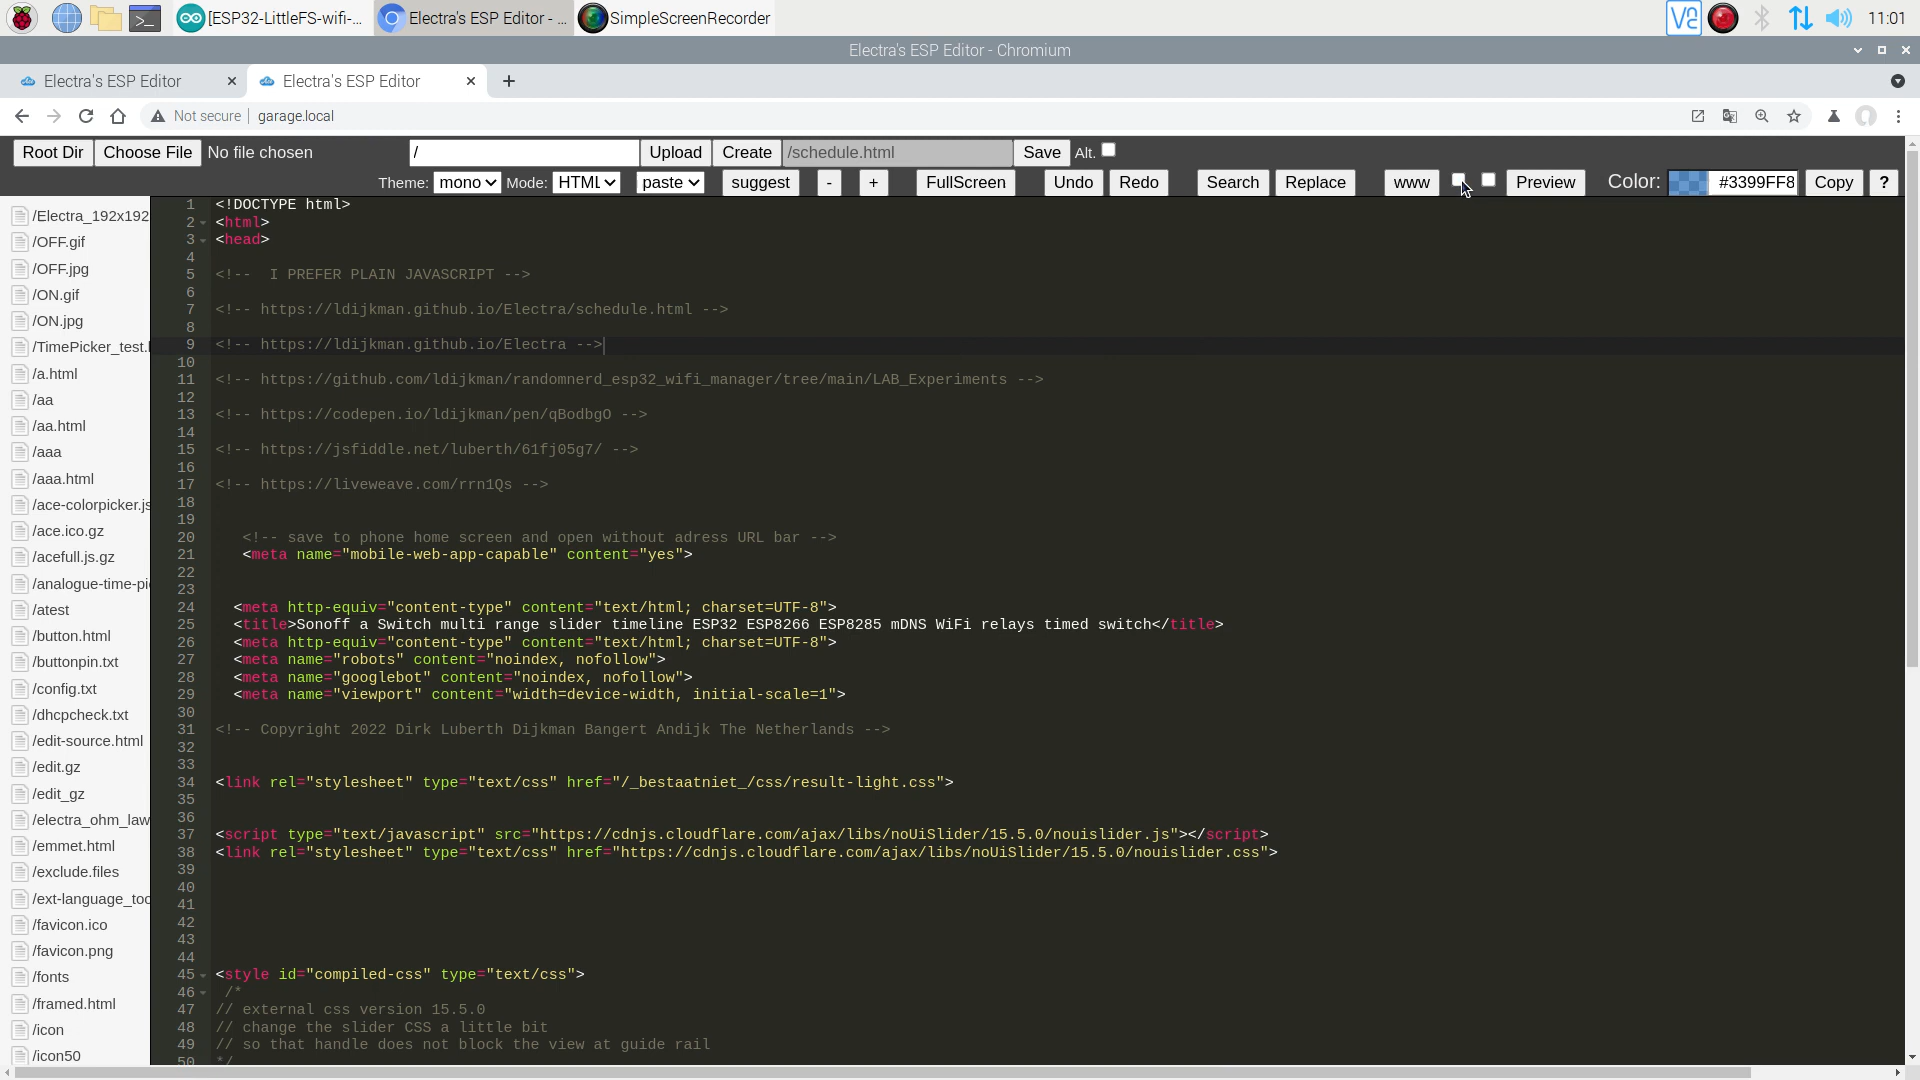 [ESP32-LittleFS-wifi-...
Electra's ESP Editor - ...
SimpleScreenRecorder
11:01
Electra's ESP Editor - Chromium
Electra's ESP Editor
Electra's ESP Editor
Not secure
garage.local
Root Dir
Choose File
No file chosen
/
Upload
Create
/schedule.html
Save
Alt.
Theme:
mono
Mode:
HTML
paste
suggest
-
+
FullScreen
Undo
Redo
Search
Replace
www
Preview
Color:
#3399FF8
Copy
?
/Electra_192x192
/OFF.gif
/OFF.jpg
/ON.gif
/ON.jpg
/TimePicker_test.
/a.html
/aa
/aa.html
/aaa
/aaa.html
/ace-colorpicker.js
/ace.ico.gz
/acefull.js.gz
/analogue-time-pi
/atest
/button.html
/buttonpin.txt
/config.txt
/dhcpcheck.txt
/edit-source.html
/edit.gz
/edit_gz
/electra_ohm_law
/emmet.html
/exclude.files
/ext-language_too
/favicon.ico
/favicon.png
/fonts
/framed.html
/icon
/icon50
1 <!DOCTYPE html>
2 <html>
3 <head>
4
5 <!--  I PREFER PLAIN JAVASCRIPT -->
6
7 <!-- https://ldijkman.github.io/Electra/schedule.html -->
8
9 <!-- https://ldijkman.github.io/Electra -->
10
11 <!-- https://github.com/ldijkman/randomnerd_esp32_wifi_manager/tree/main/LAB_Experiments -->
12
13 <!-- https://codepen.io/ldijkman/pen/qBodbgO -->
14
15 <!-- https://jsfiddle.net/luberth/61fj05g7/ -->
16
17 <!-- https://liveweave.com/rrn1Qs -->
18
19
20    <!-- save to phone home screen and open without adress URL bar -->
21    <meta name="mobile-web-app-capable" content="yes">
22
23
24   <meta http-equiv="content-type" content="text/html; charset=UTF-8">
25   <title>Sonoff a Switch multi range slider timeline ESP32 ESP8266 ESP8285 mDNS WiFi relays timed switch</title>
26   <meta http-equiv="content-type" content="text/html; charset=UTF-8">
27   <meta name="robots" content="noindex, nofollow">
28   <meta name="googlebot" content="noindex, nofollow">
29   <meta name="viewport" content="width=device-width, initial-scale=1">
30
31 <!-- Copyright 2022 Dirk Luberth Dijkman Bangert Andijk The Netherlands -->
32
33
34 <link rel="stylesheet" type="text/css" href="/_bestaatniet_/css/result-light.css">
35
36
37 <script type="text/javascript" src="https://cdnjs.cloudflare.com/ajax/libs/noUiSlider/15.5.0/nouislider.js"></script>
38 <link rel="stylesheet" type="text/css" href="https://cdnjs.cloudflare.com/ajax/libs/noUiSlider/15.5.0/nouislider.css">
39
40
41
42
43
44
45 <style id="compiled-css" type="text/css">
46  /*
47 // external css version 15.5.0
48 // change the slider CSS a little bit
49 // so that handle does not block the view at guide rail
50 */